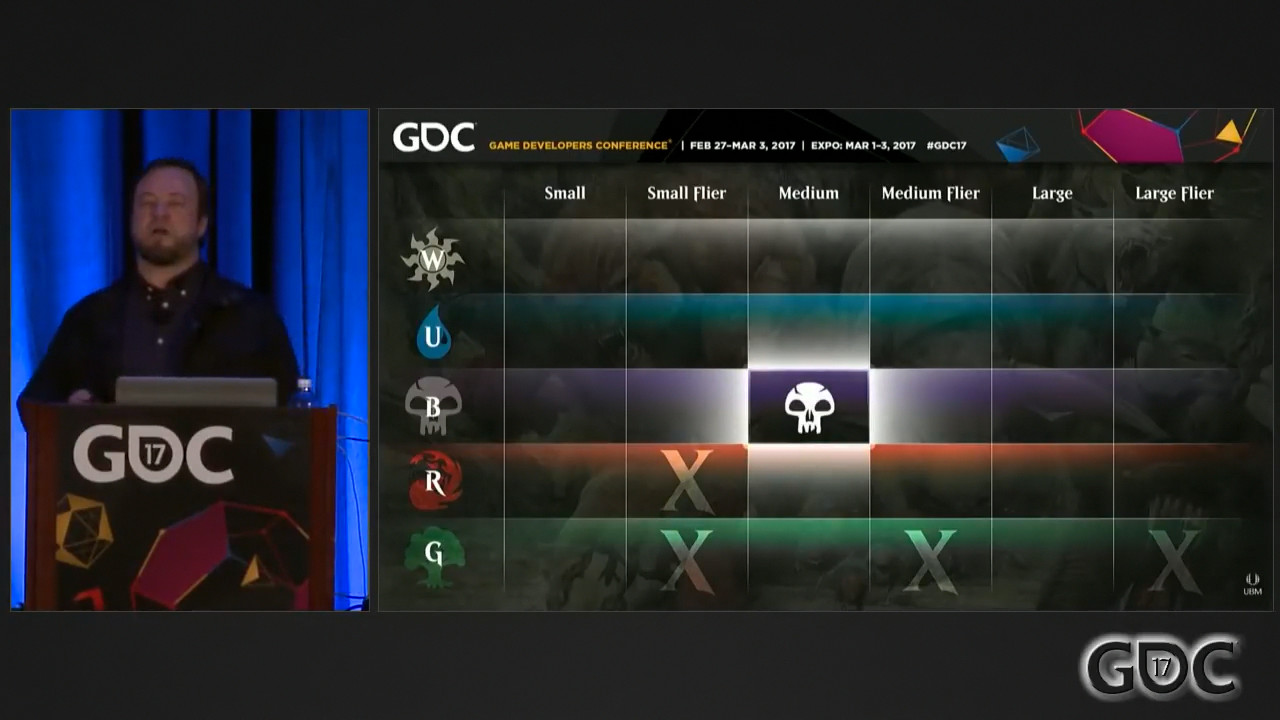 GDC
GAME DEVELOPERS CONFERENCE® | FEB 27–MAR 3, 2017 | EXPO: MAR 1–3, 2017 #GDC17
Small Small Flier Medium Medium Flier Large Large Flier
W
U
B
R X
G X X X
UBM
GDC 17
GDC 17